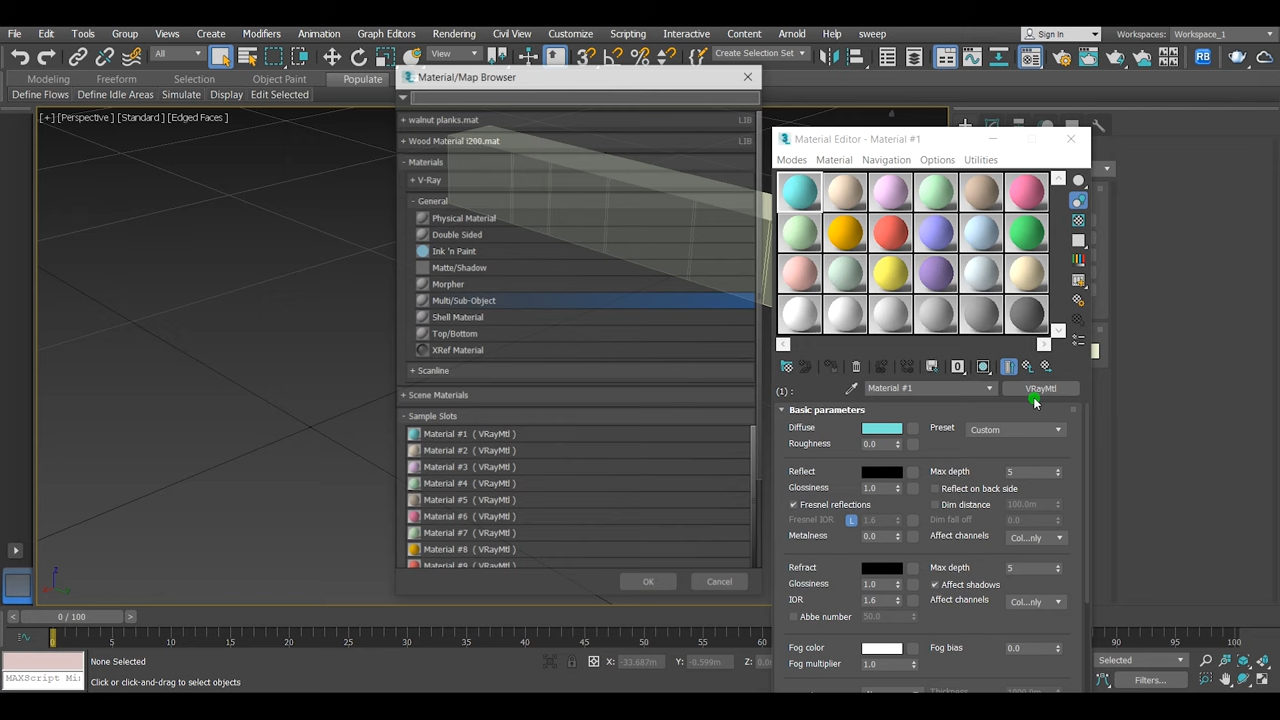 File Edit Tools Group Views Create Modifiers Animation Graph Editors Rendering Civil View Customize Scripting Interactive Content Arnold Help sweep Sign In Workspaces: Workspace_1
All View Create Selection Set RB
Modeling Freeform Selection Object Paint Populate
Define Flows Define Idle Areas Simulate Display Edit Selected
[+] [Perspective ] [Standard ] [Edged Faces ]
Material/Map Browser
+ walnut planks.mat LIB
+ Wood Material i200.mat LIB
- Materials
+ V-Ray
- General
Physical Material
Double Sided
Ink 'n Paint
Matte/Shadow
Morpher
Multi/Sub-Object
Shell Material
Top/Bottom
XRef Material
+ Scanline
+ Scene Materials
- Sample Slots
Material #1 ( VRayMtl )
Material #2 ( VRayMtl )
Material #3 ( VRayMtl )
Material #4 ( VRayMtl )
Material #5 ( VRayMtl )
Material #6 ( VRayMtl )
Material #7 ( VRayMtl )
Material #8 ( VRayMtl )
Material #9 ( VRayMtl )
OK Cancel
Material Editor - Material #1
Modes Material Navigation Options Utilities
0
(1) : Material #1 VRayMtl
Basic parameters
Diffuse Preset Custom
Roughness 0.0
Reflect Max depth 5
Glossiness 1.0 Reflect on back side
Fresnel reflections Dim distance 100.0m
Fresnel IOR L 1.6 Dim fall off 0.0
Metalness 0.0 Affect channels Col...nly
Refract Max depth 5
Glossiness 1.0 Affect shadows
IOR 1.6 Affect channels Col...nly
Abbe number 50.0
Fog color Fog bias 0.0
Fog multiplier 1.0
z
0 / 100
0 5 10 15 20 25 30 35 40 45 50 55 60 95 100
None Selected X: -33.687m Y: -0.599m Z: Selected
MAXScript Mi Click or click-and-drag to select objects Filters...